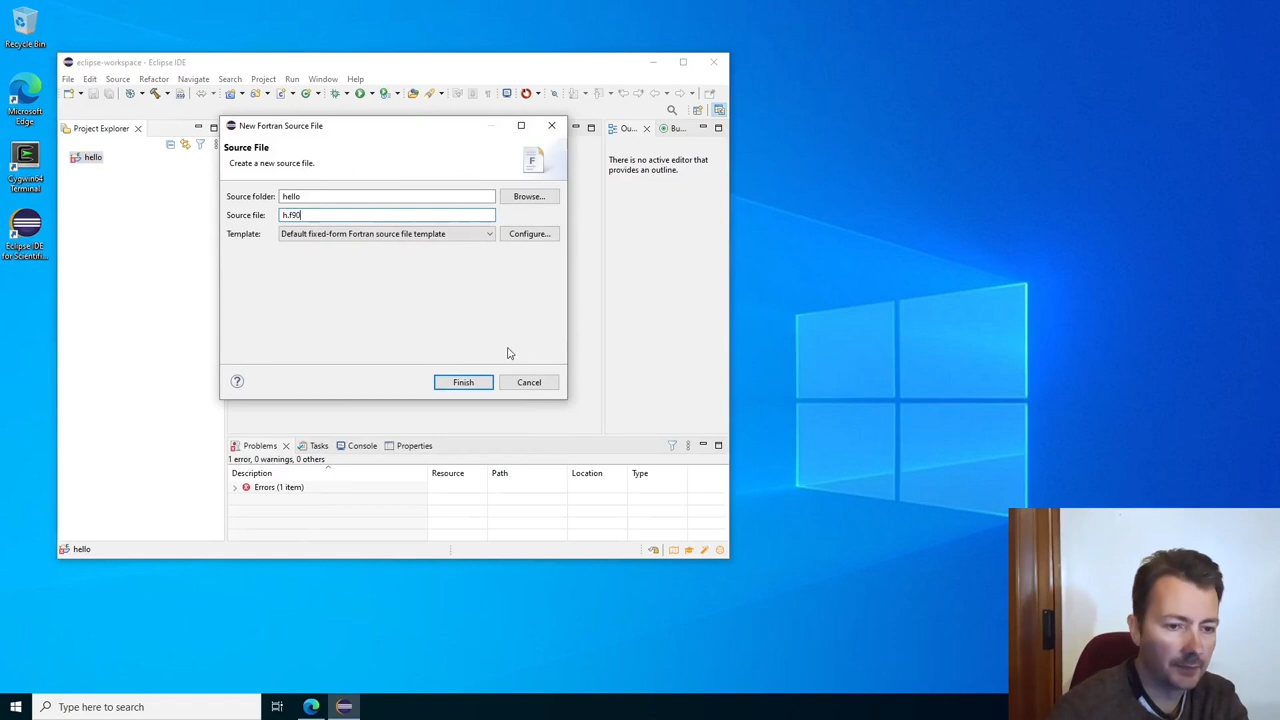 Recycle Bin
Microsoft
Edge
Cygwin64
Terminal
Eclipse IDE
for Scientifi...
eclipse-workspace - Eclipse IDE
File Edit Source Refactor Navigate Search Project Run Window Help
Project Explorer
hello
New Fortran Source File
Source File
Create a new source file.
F
Source folder: hello Browse...
Source file: h.f90
Template: Default fixed-form Fortran source file template Configure...
? Finish Cancel
Ou... Bu...
There is no active editor that
provides an outline.
Problems Tasks Console Properties
1 error, 0 warnings, 0 others
Description Resource Path Location Type
Errors (1 item)
hello
Type here to search